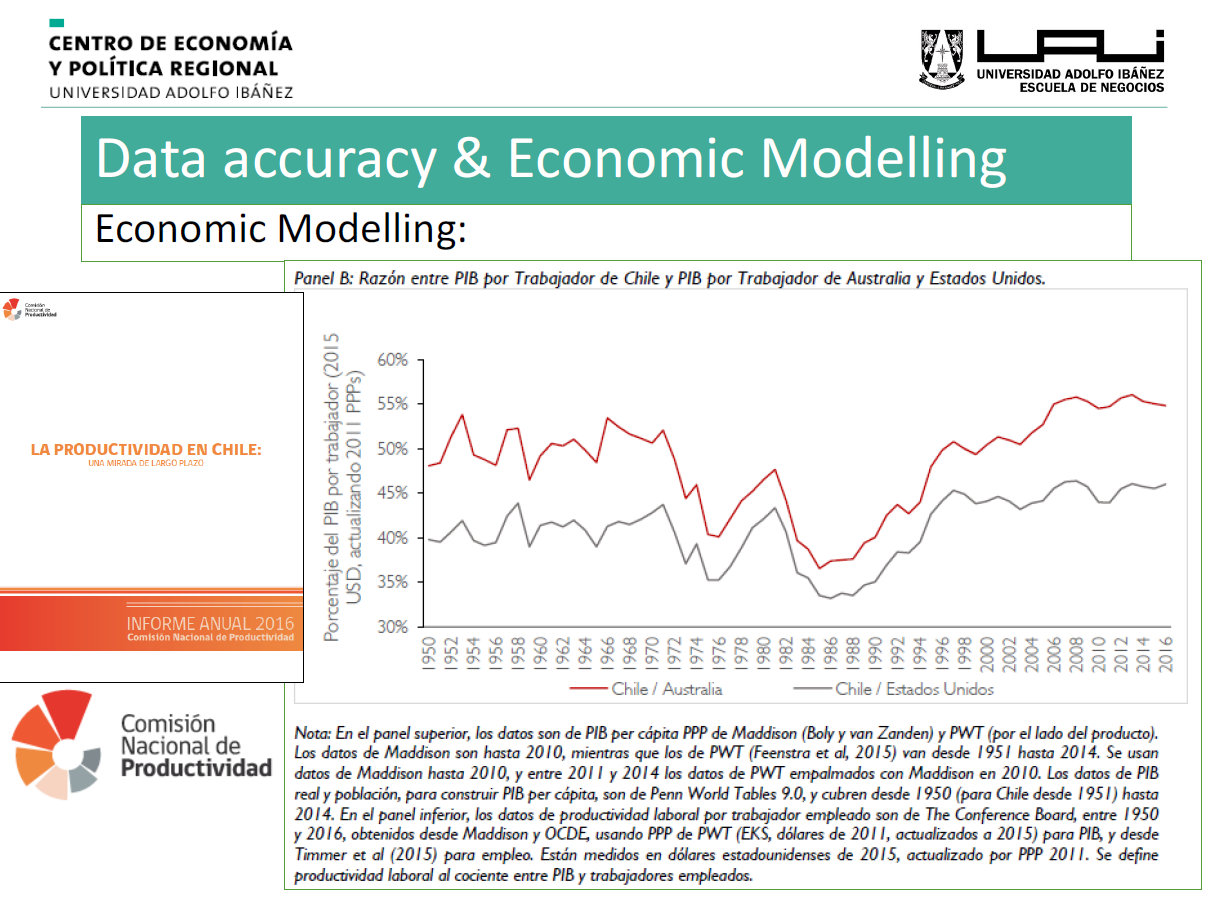 CENTRO DE ECONOMÍA
Y POLÍTICA REGIONAL
UNIVERSIDAD ADOLFO IBÁÑEZ
UAI
UNIVERSIDAD ADOLFO IBÁÑEZ
ESCUELA DE NEGOCIOS
Data accuracy & Economic Modelling
Economic Modelling:
Panel B: Razón entre PIB por Trabajador de Chile y PIB por Trabajador de Australia y Estados Unidos.
Comisión
Nacional de
Productividad
LA PRODUCTIVIDAD EN CHILE:
UNA MIRADA DE LARGO PLAZO
INFORME ANUAL 2016
Comisión Nacional de Productividad
Comisión
Nacional de
Productividad
Porcentaje del PIB por trabajador (2015
USD, actualizando 2011 PPPs)
60%
55%
50%
45%
40%
35%
30%
1950 1952 1954 1956 1958 1960 1962 1964 1966 1968 1970 1972 1974 1976 1978 1980 1982 1984 1986 1988 1990 1992 1994 1996 1998 2000 2002 2004 2006 2008 2010 2012 2014 2016
Chile / Australia Chile / Estados Unidos
Nota: En el panel superior, los datos son de PIB per cápita PPP de Maddison (Boly y van Zanden) y PWT (por el lado del producto).
Los datos de Maddison son hasta 2010, mientras que los de PWT (Feenstra et al, 2015) van desde 1951 hasta 2014. Se usan
datos de Maddison hasta 2010, y entre 2011 y 2014 los datos de PWT empalmados con Maddison en 2010. Los datos de PIB
real y población, para construir PIB per cápita, son de Penn World Tables 9.0, y cubren desde 1950 (para Chile desde 1951) hasta
2014. En el panel inferior, los datos de productividad laboral por trabajador empleado son de The Conference Board, entre 1950
y 2016, obtenidos desde Maddison y OCDE, usando PPP de PWT (EKS, dólares de 2011, actualizados a 2015) para PIB, y desde
Timmer et al (2015) para empleo. Están medidos en dólares estadounidenses de 2015, actualizado por PPP 2011. Se define
productividad laboral al cociente entre PIB y trabajadores empleados.